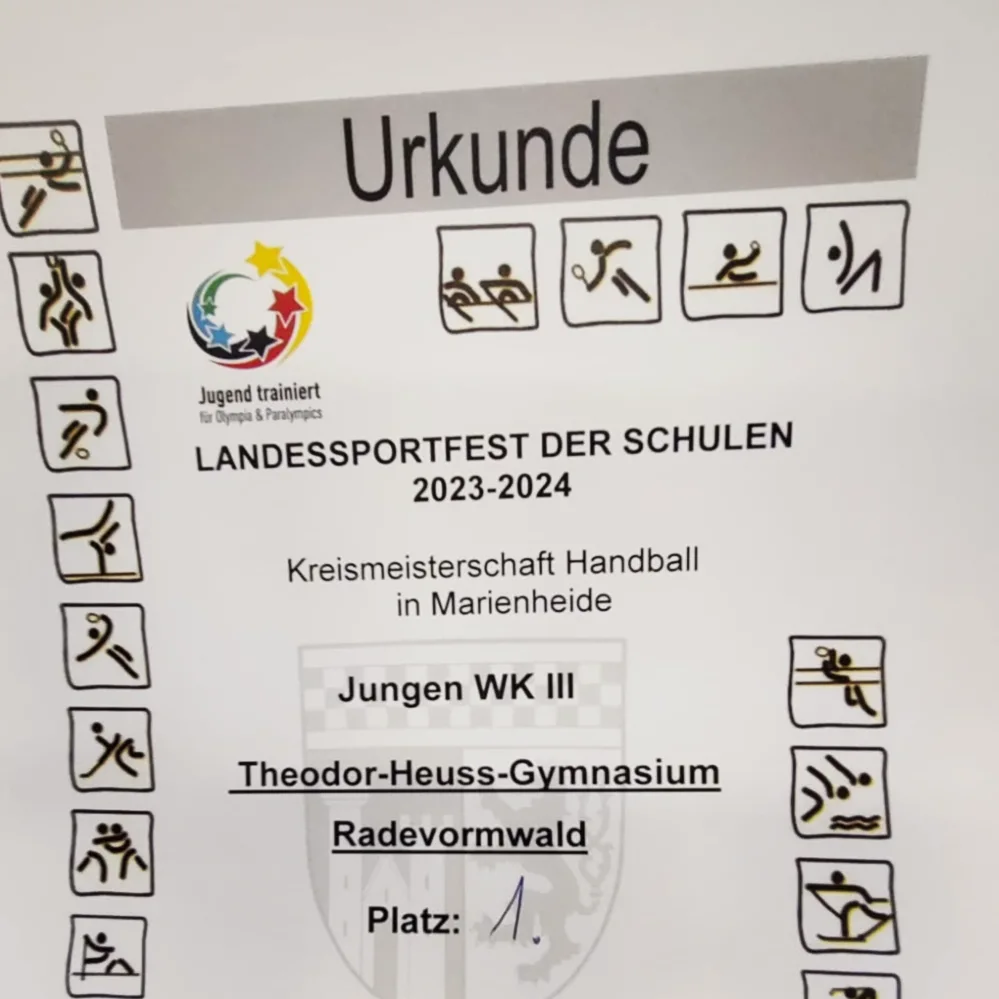 Urkunde
Jugend trainiert
für Olympia & Paralympics
LANDESSPORTFEST DER SCHULEN
2023-2024
Kreismeisterschaft Handball
in Marienheide
Jungen WK III
Theodor-Heuss-Gymnasium
Radevormwald
Platz: 1.